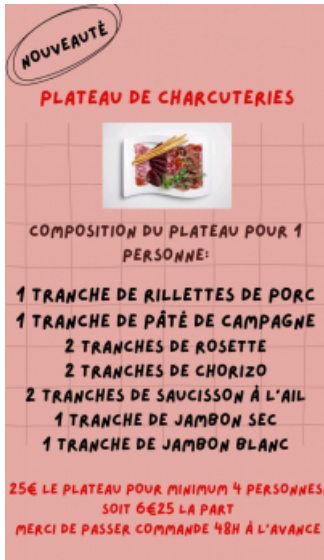 NOUVEAUTÉ
PLATEAU DE CHARCUTERIES
COMPOSITION DU PLATEAU POUR 1
PERSONNE:
1 TRANCHE DE RILLETTES DE PORC
1 TRANCHE DE PÂTÉ DE CAMPAGNE
2 TRANCHES DE ROSETTE
2 TRANCHES DE CHORIZO
2 TRANCHES DE SAUCISSON À L'AIL
1 TRANCHE DE JAMBON SEC
1 TRANCHE DE JAMBON BLANC
25€ LE PLATEAU POUR MINIMUM 4 PERSONNES,
SOIT 6€25 LA PART
MERCI DE PASSER COMMANDE 48H À L'AVANCE